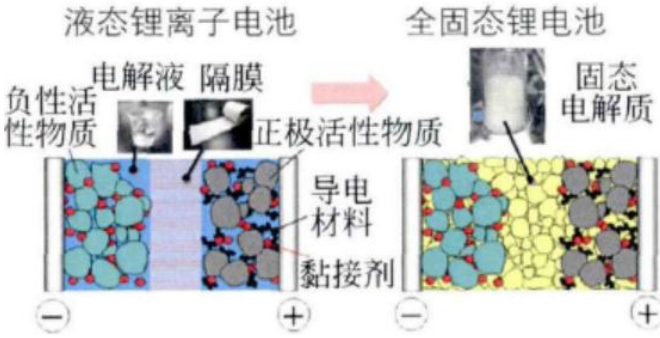 液态锂离子电池
全固态锂电池
电解液
隔膜
固态
电解质
负性活
性物质
正极活性物质
导电
材料
黏接剂
−
+
−
+